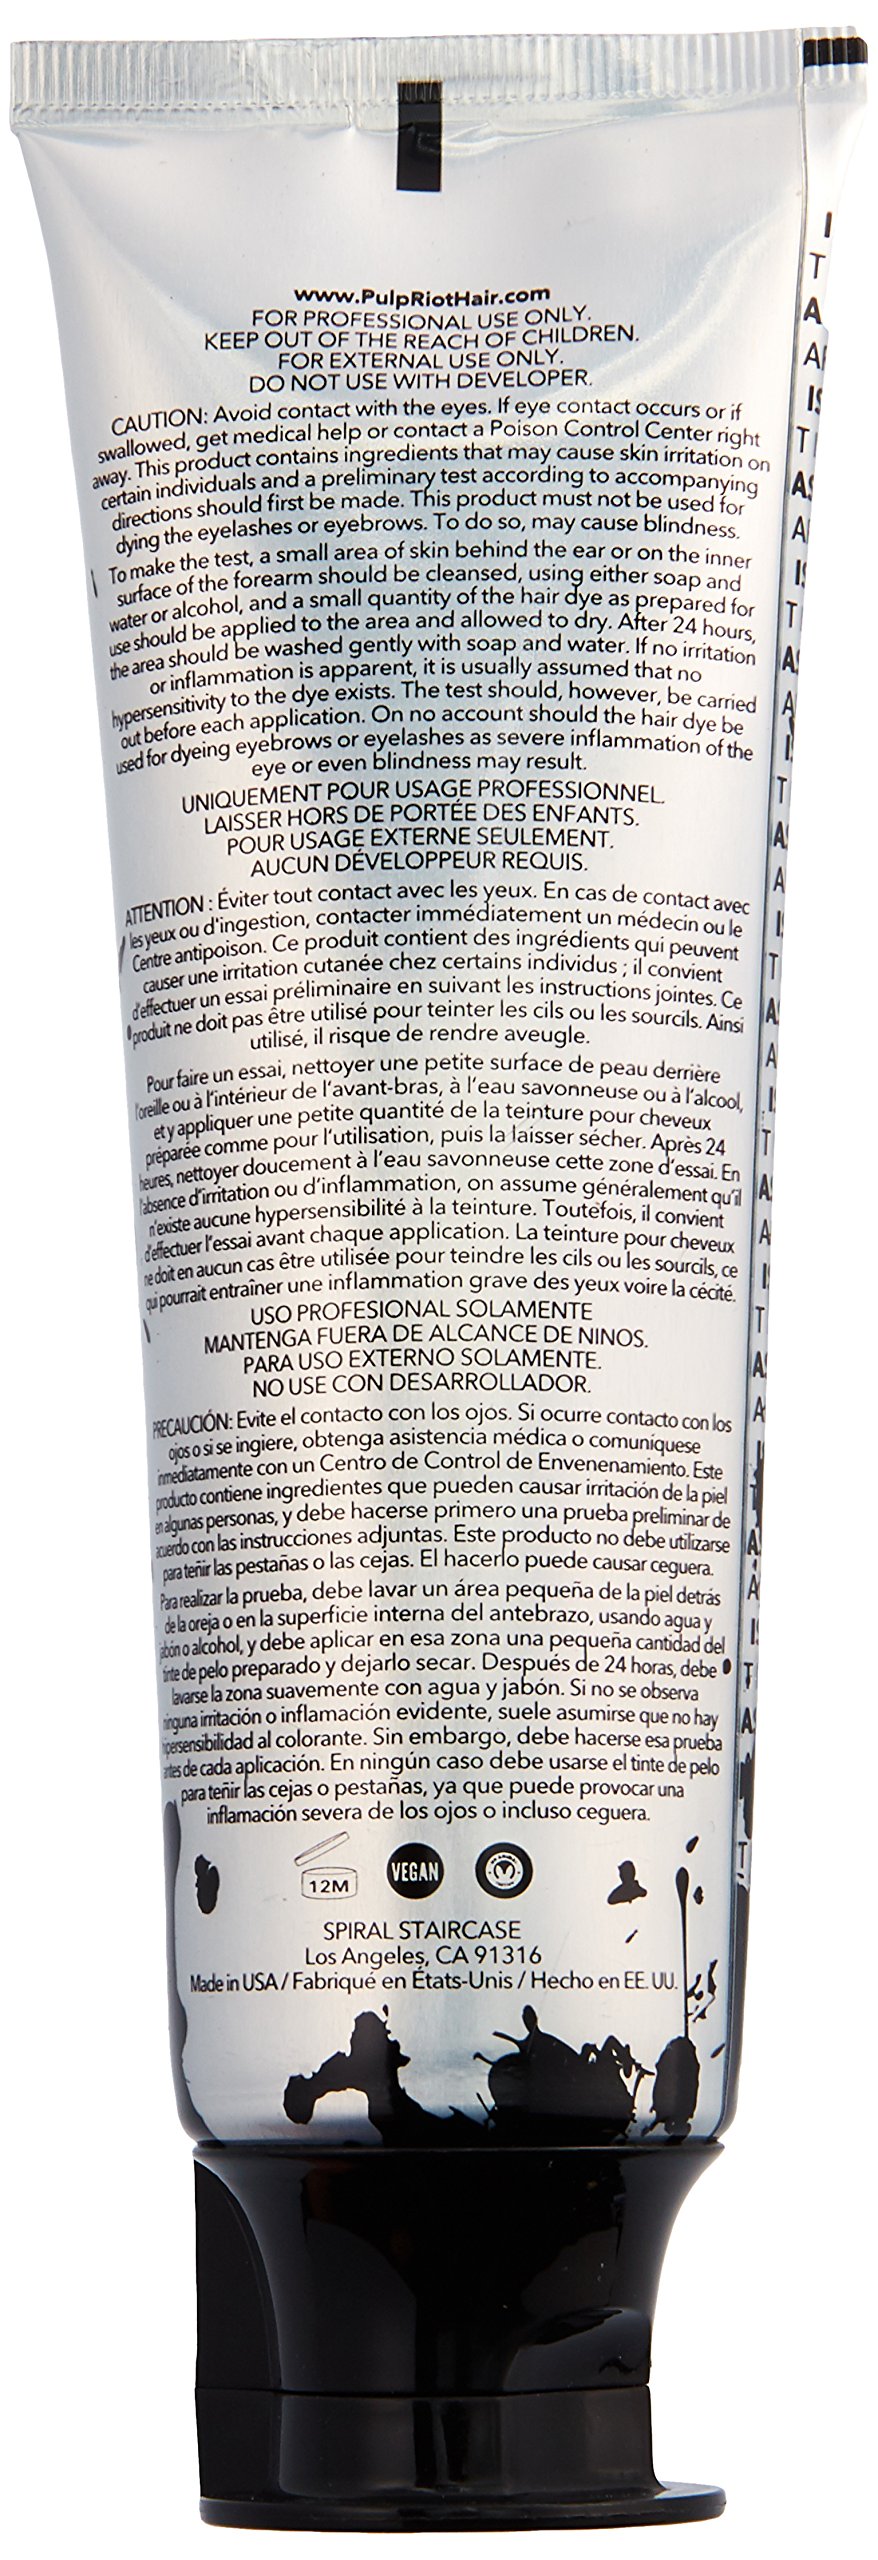 www.PulpRiotHair.com
FOR PROFESSIONAL USE ONLY.
KEEP OUT OF THE REACH OF CHILDREN.
FOR EXTERNAL USE ONLY.
DO NOT USE WITH DEVELOPER.
CAUTION: Avoid contact with the eyes. If eye contact occurs or if
swallowed, get medical help or contact a Poison Control Center right
away. This product contains ingredients that may cause skin irritation on
certain individuals and a preliminary test according to accompanying
directions should first be made. This product must not be used for
dying the eyelashes or eyebrows. To do so, may cause blindness.
To make the test, a small area of skin behind the ear or on the inner
surface of the forearm should be cleansed, using either soap and
water or alcohol, and a small quantity of the hair dye as prepared for
use should be applied to the area and allowed to dry. After 24 hours,
the area should be washed gently with soap and water. If no irritation
or inflammation is apparent, it is usually assumed that no
hypersensitivity to the dye exists. The test should, however, be carried
out before each application. On no account should the hair dye be
used for dyeing eyebrows or eyelashes as severe inflammation of the
eye or even blindness may result.
UNIQUEMENT POUR USAGE PROFESSIONNEL.
LAISSER HORS DE PORTÉE DES ENFANTS.
POUR USAGE EXTERNE SEULEMENT.
AUCUN DÉVELOPPEUR REQUIS.
ATTENTION : Éviter tout contact avec les yeux. En cas de contact avec
les yeux ou d'ingestion, contacter immédiatement un médecin ou le
Centre antipoison. Ce produit contient des ingrédients qui peuvent
causer une irritation cutanée chez certains individus ; il convient
d'effectuer un essai préliminaire en suivant les instructions jointes. Ce
produit ne doit pas être utilisé pour teinter les cils ou les sourcils. Ainsi
utilisé, il risque de rendre aveugle.
Pour faire un essai, nettoyer une petite surface de peau derrière
l'oreille ou à l'intérieur de l'avant-bras, à l'eau savonneuse ou à l'alcool,
et y appliquer une petite quantité de la teinture pour cheveux
préparée comme pour l'utilisation, puis la laisser sécher. Après 24
heures, nettoyer doucement à l'eau savonneuse cette zone d'essai. En
l'absence d'irritation ou d'inflammation, on assume généralement qu'il
n'existe aucune hypersensibilité à la teinture. Toutefois, il convient
d'effectuer l'essai avant chaque application. La teinture pour cheveux
ne doit en aucun cas être utilisée pour teindre les cils ou les sourcils, ce
qui pourrait entraîner une inflammation grave des yeux voire la cécité.
USO PROFESIONAL SOLAMENTE
MANTENGA FUERA DE ALCANCE DE NINOS.
PARA USO EXTERNO SOLAMENTE.
NO USE CON DESARROLLADOR.
PRECAUCIÓN: Evite el contacto con los ojos. Si ocurre contacto con los
ojos o si se ingiere, obtenga asistencia médica o comuníquese
inmediatamente con un Centro de Control de Envenenamiento. Este
producto contiene ingredientes que pueden causar irritación de la piel
en algunas personas, y debe hacerse primero una prueba preliminar de
acuerdo con las instrucciones adjuntas. Este producto no debe utilizarse
para teñir las pestañas o las cejas. El hacerlo puede causar ceguera.
Para realizar la prueba, debe lavar un área pequeña de la piel detrás
de la oreja o en la superficie interna del antebrazo, usando agua y
jabón o alcohol, y debe aplicar en esa zona una pequeña cantidad del
tinte de pelo preparado y dejarlo secar. Después de 24 horas, debe
lavarse la zona suavemente con agua y jabón. Si no se observa
ninguna irritación o inflamación evidente, suele asumirse que no hay
hipersensibilidad al colorante. Sin embargo, debe hacerse esa prueba
antes de cada aplicación. En ningún caso debe usarse el tinte de pelo
para teñir las cejas o pestañas, ya que puede provocar una
inflamación severa de los ojos o incluso ceguera.
12M
VEGAN
SPIRAL STAIRCASE
Los Angeles, CA 91316
Made in USA / Fabriqué en États-Unis / Hecho en EE. UU.